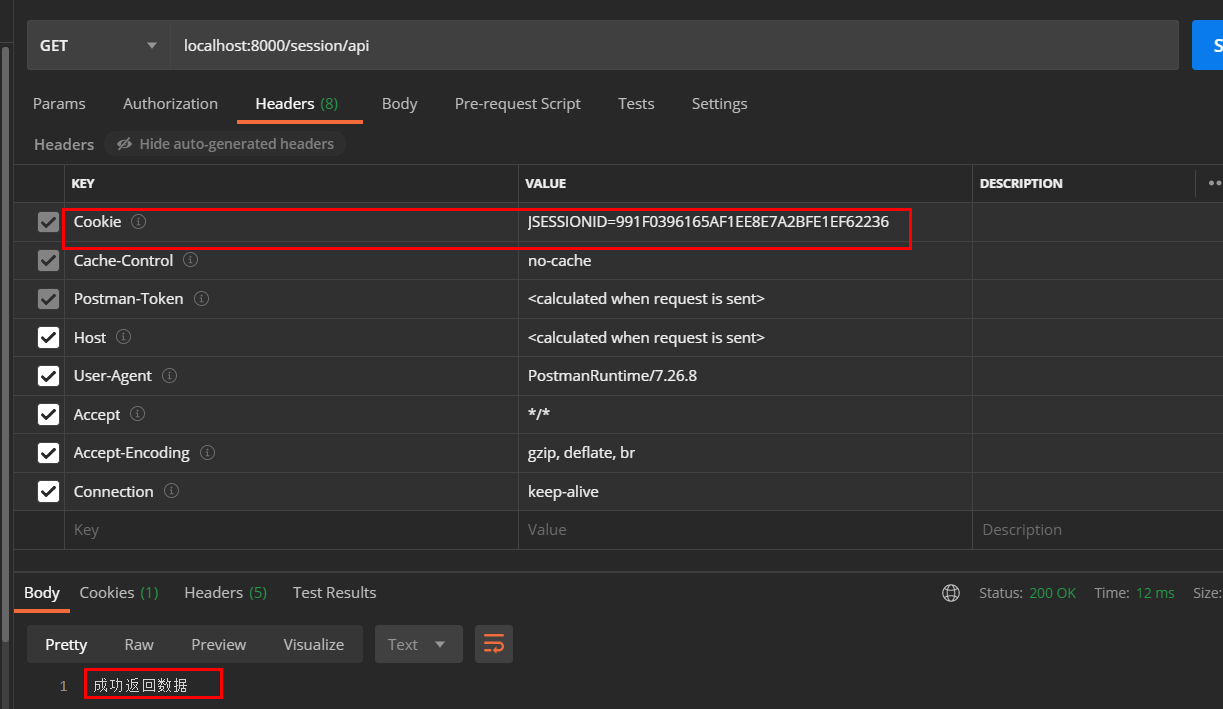 GET localhost:8000/session/api S
Params Authorization Headers (8) Body Pre-request Script Tests Settings
Headers Hide auto-generated headers
KEY VALUE DESCRIPTION
Cookie JSESSIONID=991F0396165AF1EE8E7A2BFE1EF62236
Cache-Control no-cache
Postman-Token <calculated when request is sent>
Host <calculated when request is sent>
User-Agent PostmanRuntime/7.26.8
Accept */*
Accept-Encoding gzip, deflate, br
Connection keep-alive
Key Value Description
Body Cookies (1) Headers (5) Test Results Status: 200 OK Time: 12 ms Size:
Pretty Raw Preview Visualize Text
1 成功返回数据